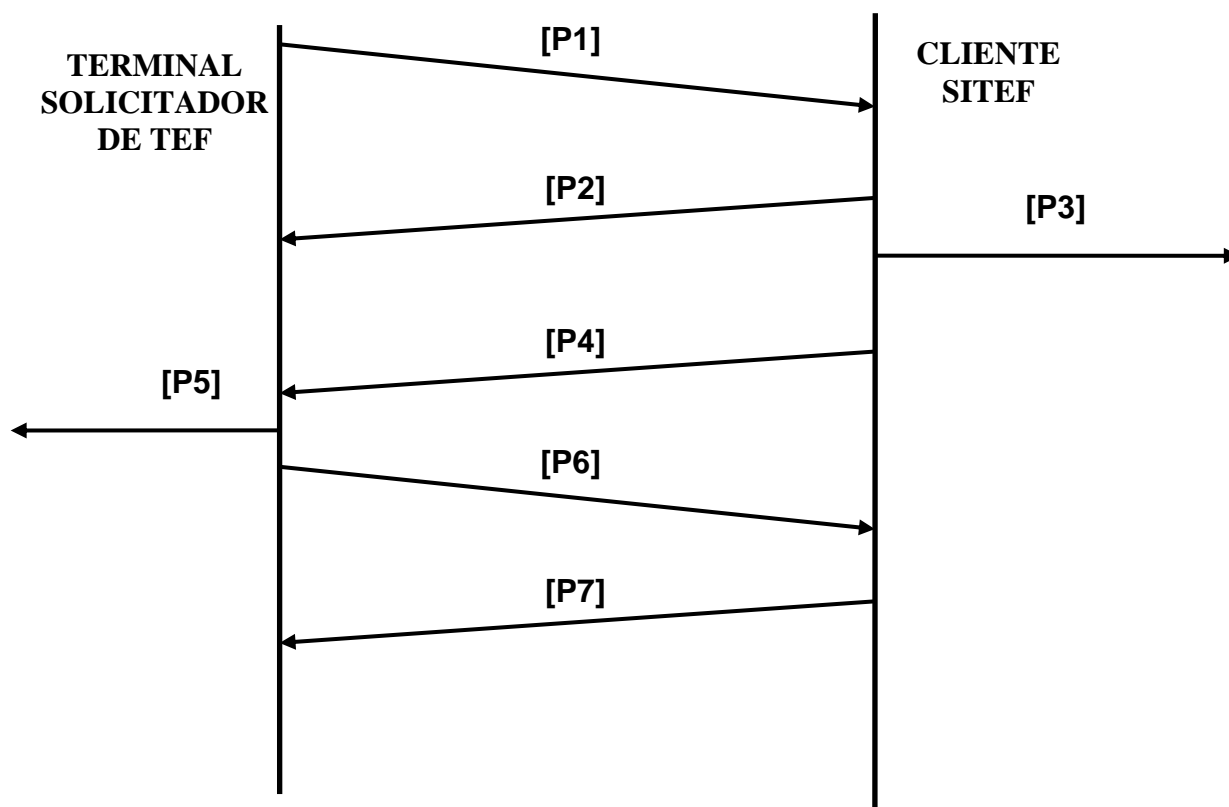 [P1]
TERMINAL
SOLICITADOR
DE TEF
CLIENTE
SITEF
[P2]
[P3]
[P4]
[P5]
[P6]
[P7]